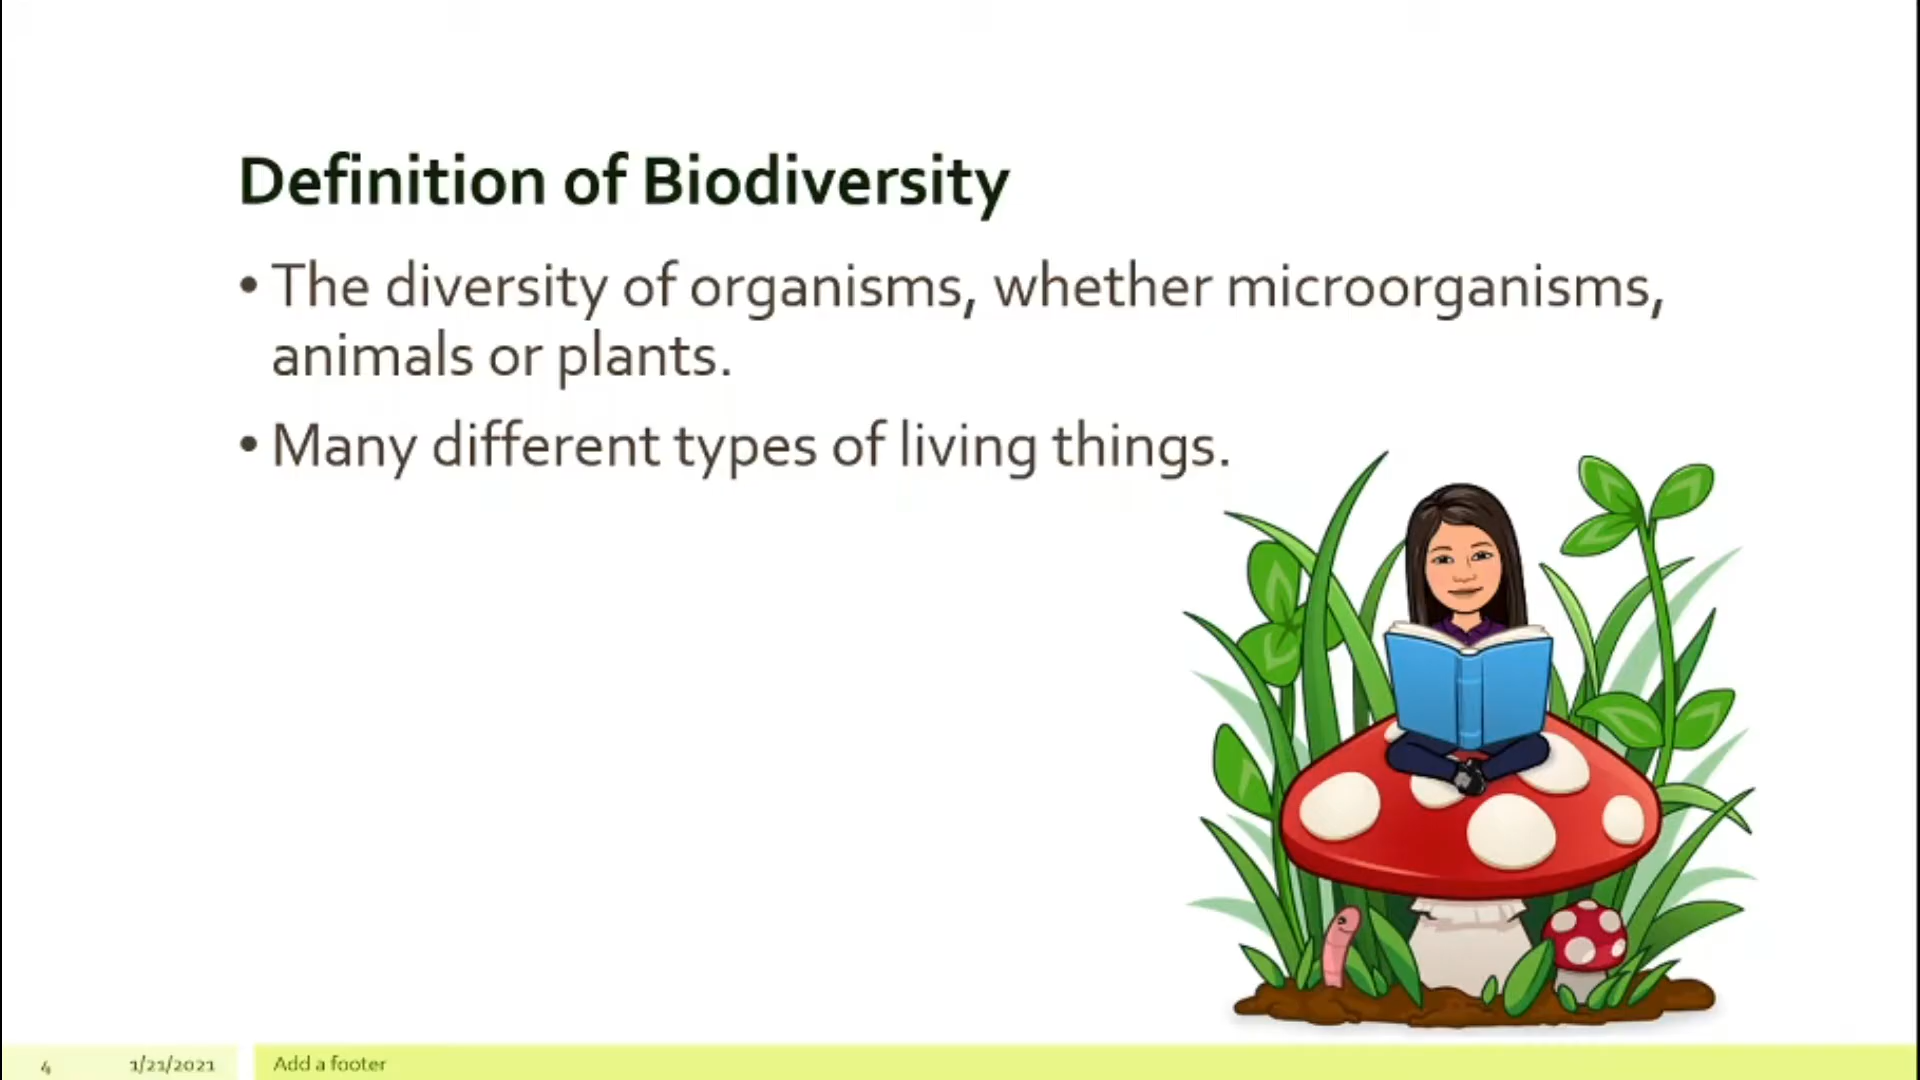 Definition of Biodiversity
• The diversity of organisms, whether microorganisms,
animals or plants.
• Many different types of living things.
4 1/21/2021 Add a footer